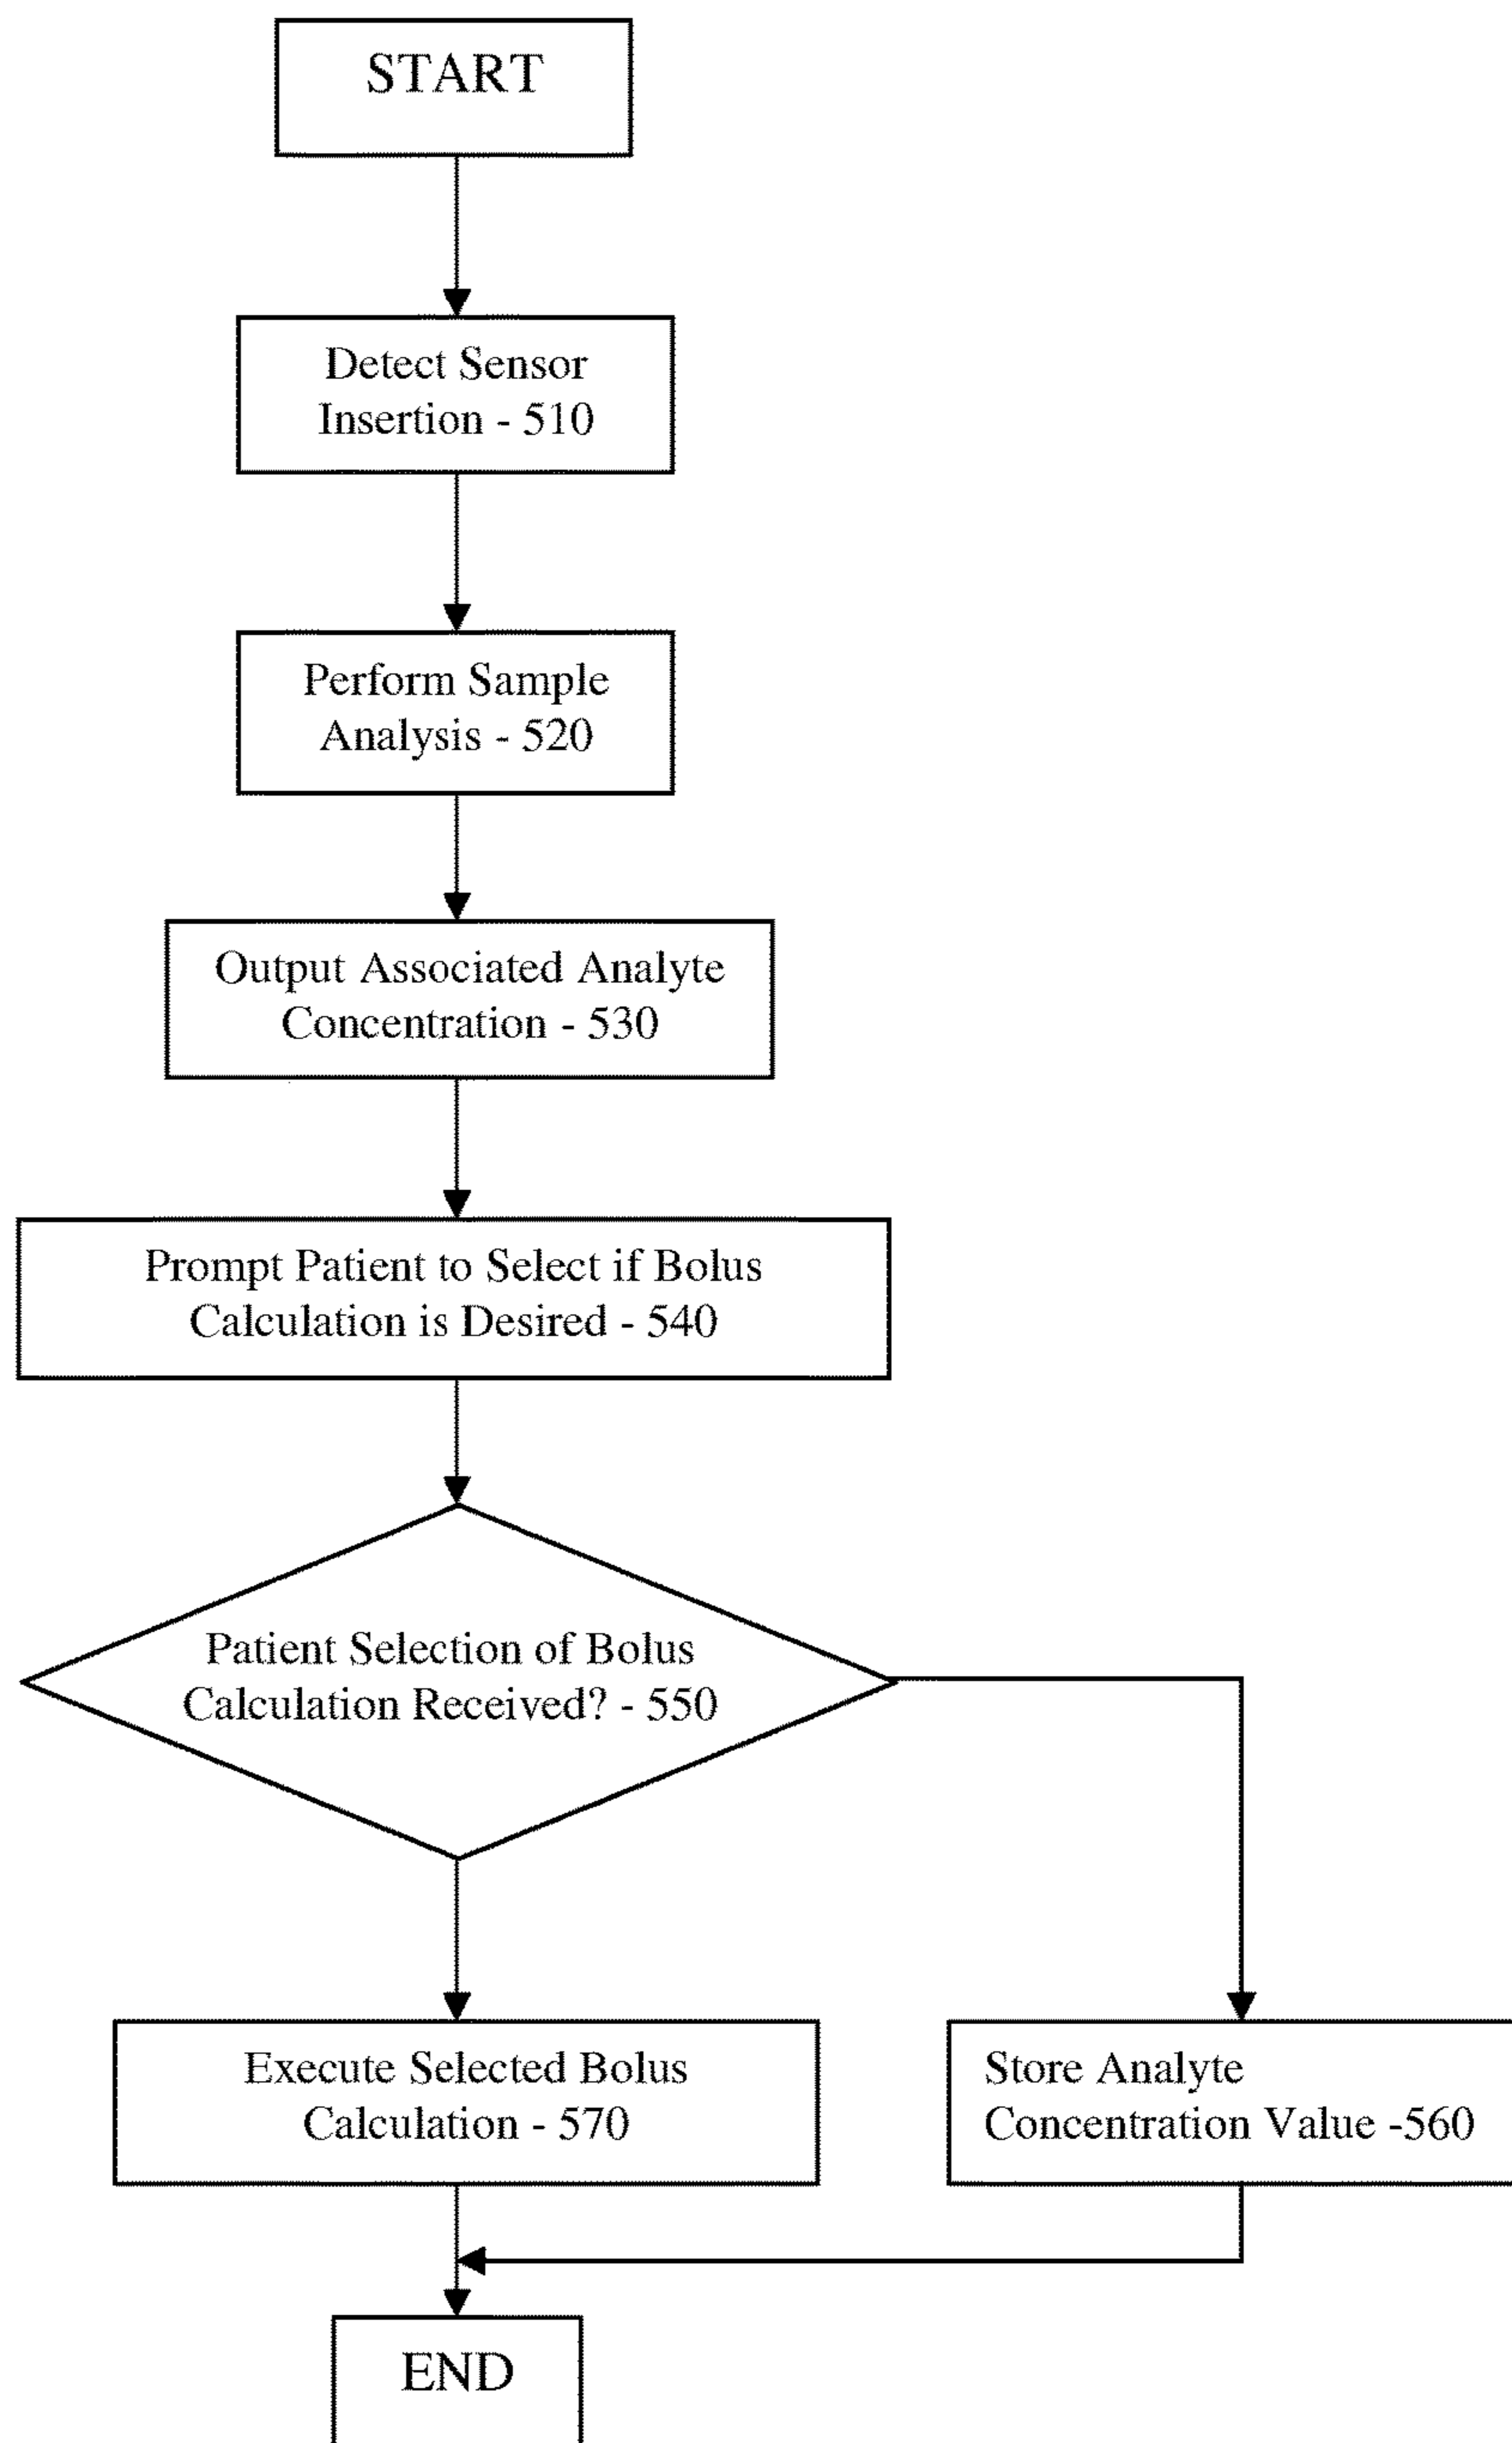 START
Detect Sensor
Insertion - 510
Perform Sample
Analysis - 520
Output Associated Analyte
Concentration - 530
Prompt Patient to Select if Bolus
Calculation is Desired - 540
Patient Selection of Bolus
Calculation Received? - 550
Execute Selected Bolus
Calculation - 570
Store Analyte
Concentration Value -560
END